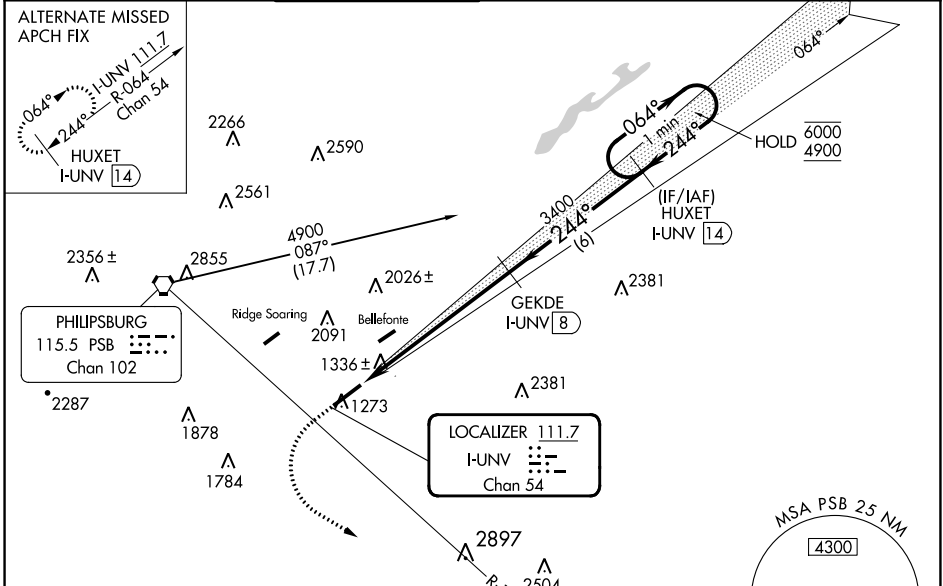 ALTERNATE MISSED
APCH FIX
I-UNV 111.7
R-064
Chan 54
064°
244°
HUXET
I-UNV 14
2266
2590
2561
064°
064°
1 min
244°
HOLD
6000
4900
(IF/IAF)
HUXET
I-UNV 14
3400
244°
(6)
4900
087°
(17.7)
2356 ±
2855
2026 ±
2381
GEKDE
I-UNV 8
PHILIPSBURG
115.5 PSB
Chan 102
Ridge Soaring
2091
Bellefonte
1336 ±
2381
1273
2287
1878
1784
LOCALIZER 111.7
I-UNV
Chan 54
2897
2504
MSA PSB 25 NM
4300